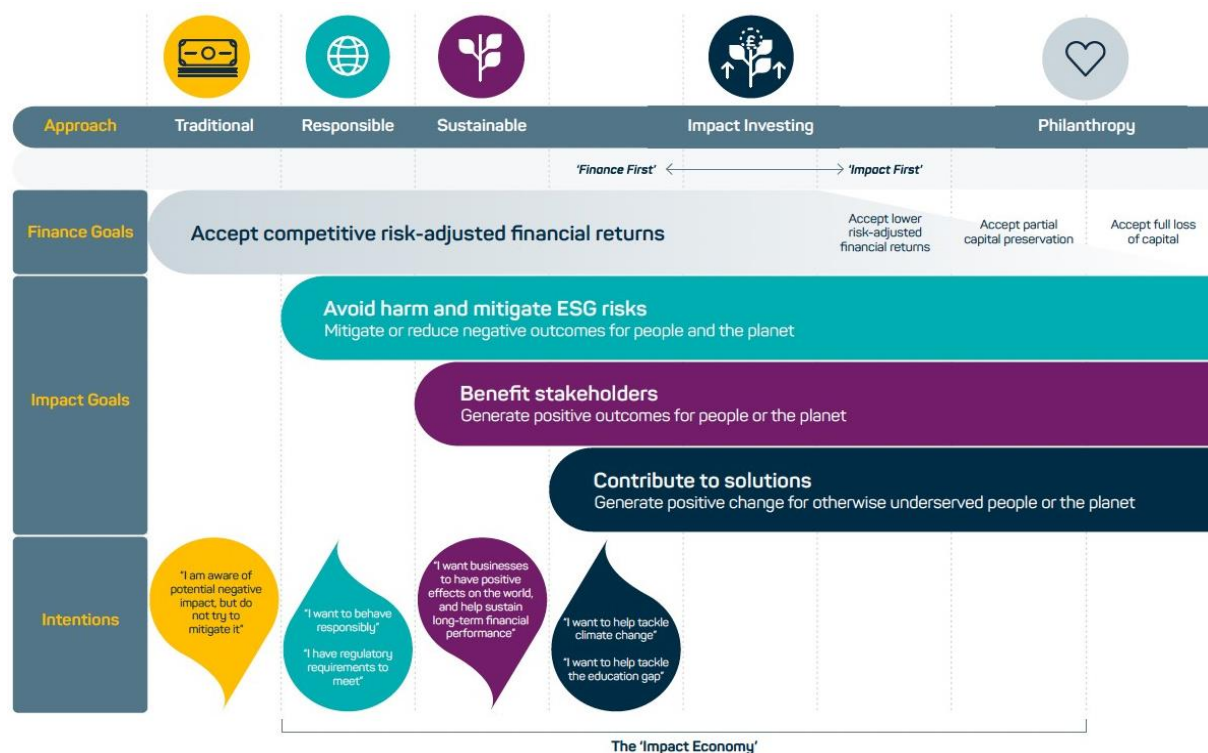 £
Approach
Traditional
Responsible
Sustainable
Impact Investing
Philanthropy
'Finance First'
'Impact First'
Finance Goals
Accept competitive risk-adjusted financial returns
Accept lower
risk-adjusted
financial returns
Accept partial
capital preservation
Accept full loss
of capital
Impact Goals
Avoid harm and mitigate ESG risks
Mitigate or reduce negative outcomes for people and the planet
Benefit stakeholders
Generate positive outcomes for people or the planet
Contribute to solutions
Generate positive change for otherwise underserved people or the planet
Intentions
"I am aware of
potential negative
impact, but do
not try to
mitigate it"
"I want to behave
responsibly"
"I have regulatory
requirements to
meet"
"I want businesses
to have positive
effects on the world,
and help sustain
long-term financial
performance"
"I want to help tackle
climate change"
"I want to help tackle
the education gap"
The 'Impact Economy'